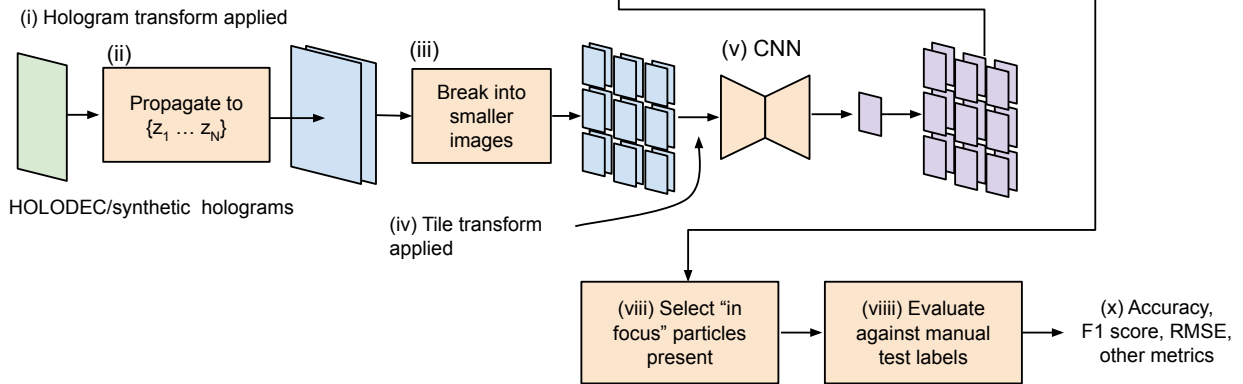 (i) Hologram transform applied
(ii)
Propagate to
{z1 … zN}
HOLODEC/synthetic holograms
(iii)
Break into
smaller
images
(iv) Tile transform
applied
(v) CNN
(viii) Select “in
focus” particles
present
(viiii) Evaluate
against manual
test labels
(x) Accuracy,
F1 score, RMSE,
other metrics